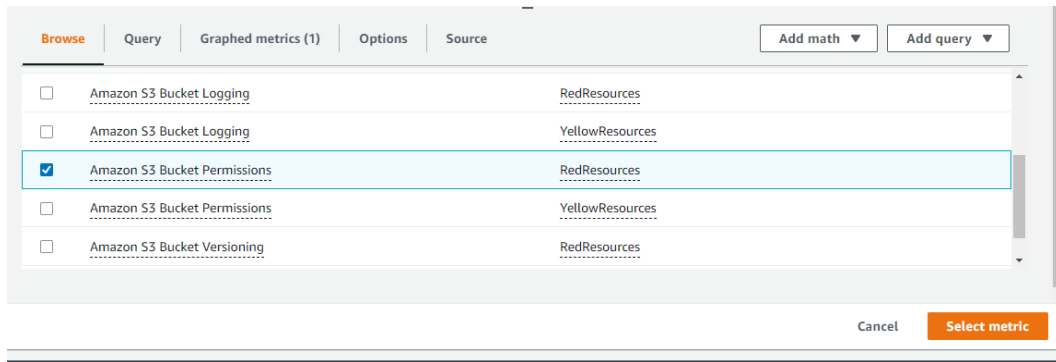 Browse Query Graphed metrics (1) Options Source Add math ▼ Add query ▼
Amazon S3 Bucket Logging RedResources
Amazon S3 Bucket Logging YellowResources
Amazon S3 Bucket Permissions RedResources
Amazon S3 Bucket Permissions YellowResources
Amazon S3 Bucket Versioning RedResources
Cancel Select metric